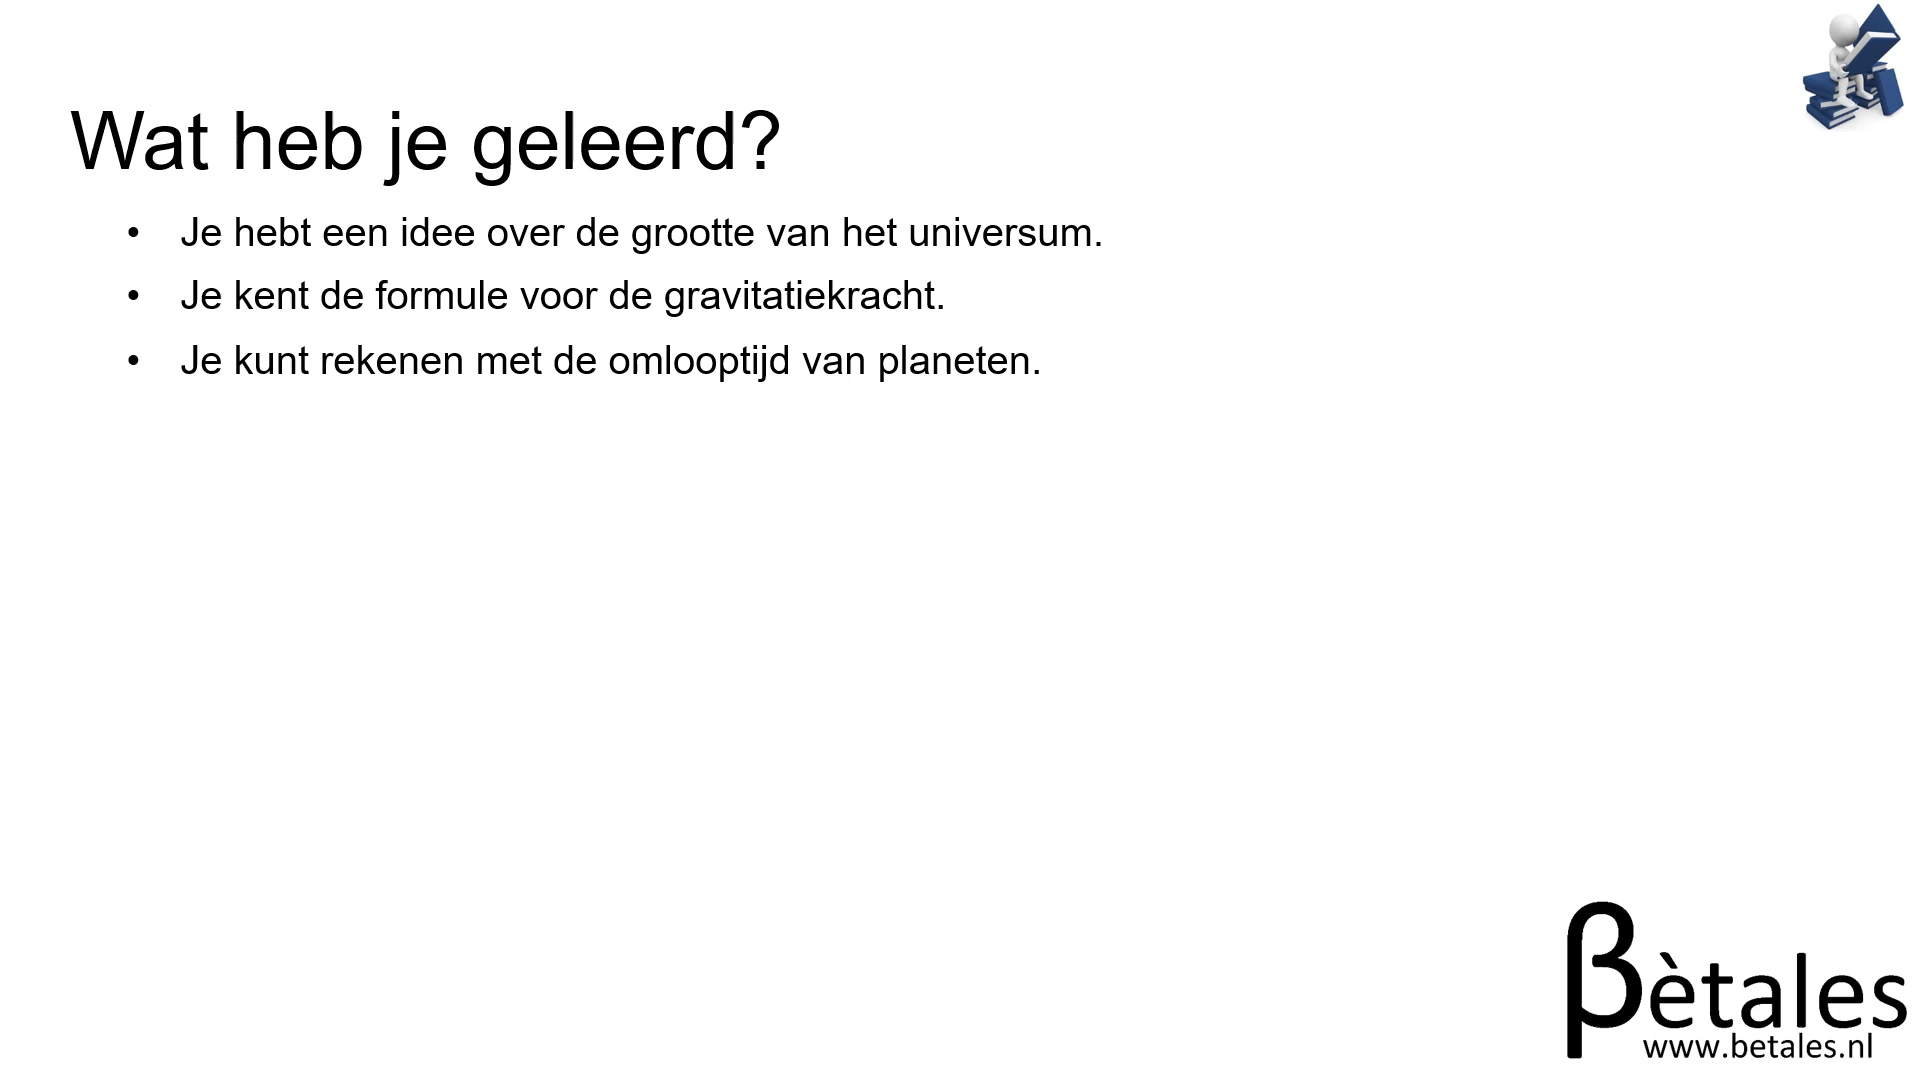 Wat heb je geleerd?
• Je hebt een idee over de grootte van het universum.
• Je kent de formule voor de gravitatiekracht.
• Je kunt rekenen met de omlooptijd van planeten.
βètales
www.betales.nl